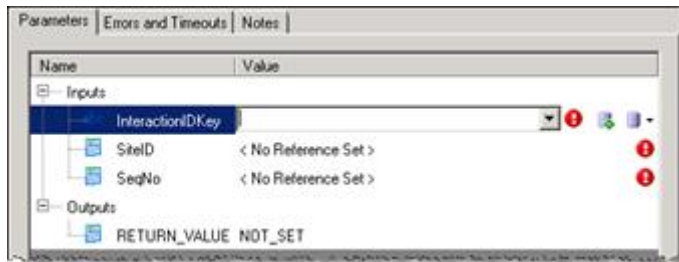 Parameters Errors and Timeouts Notes
Name Value
Inputs
InteractionIDKey
SiteID < No Reference Set >
SeqNo < No Reference Set >
Outputs
RETURN_VALUE NOT_SET